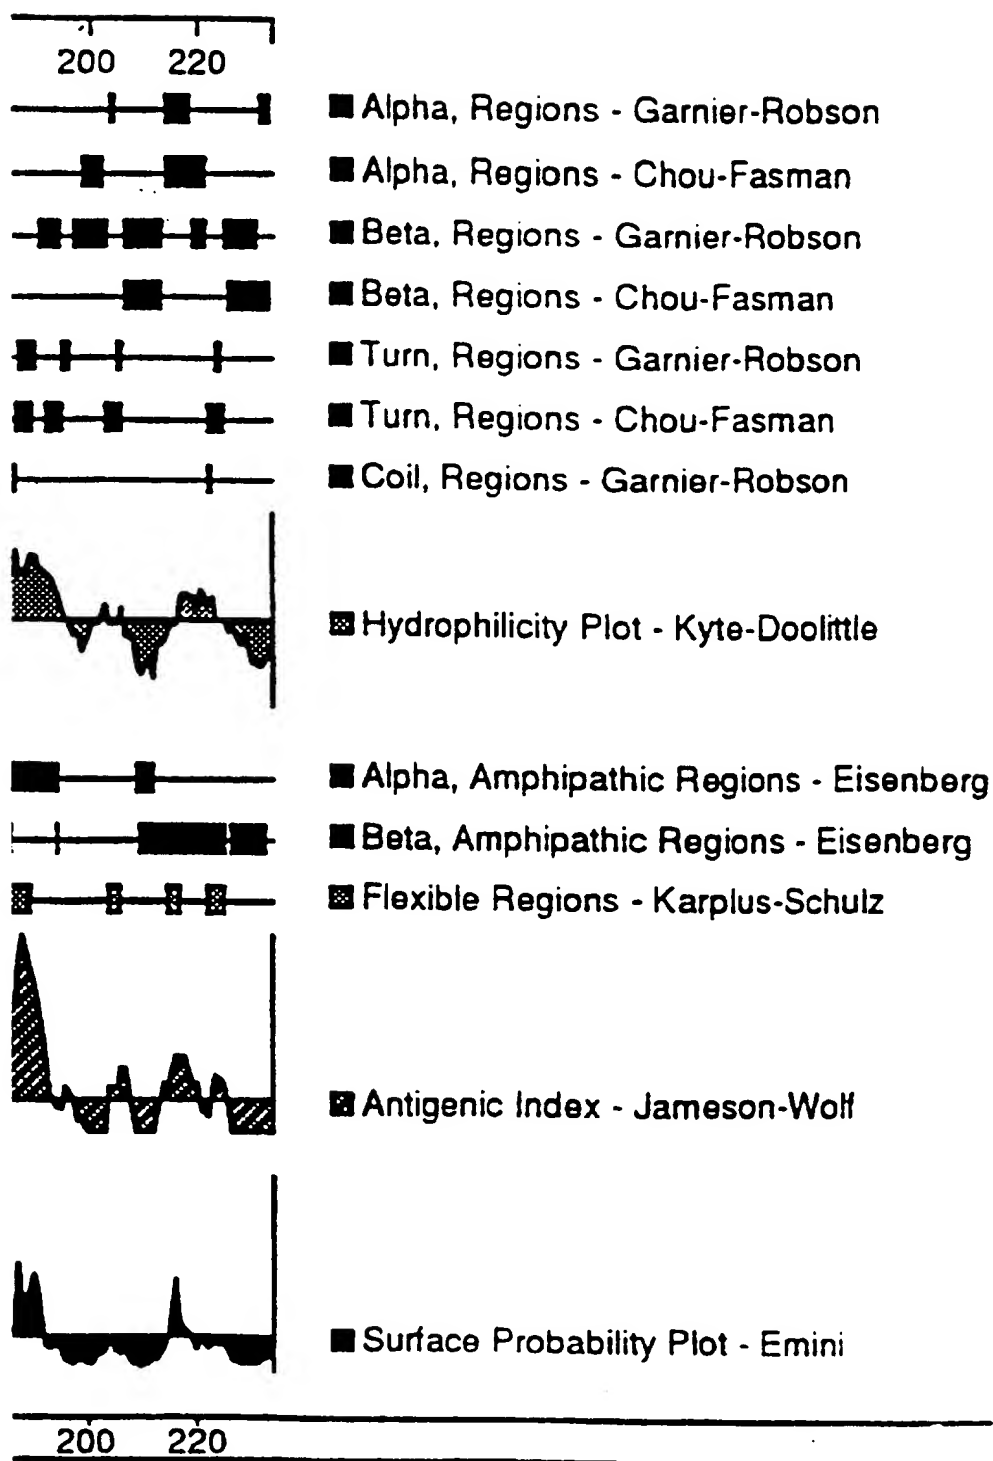 200 220
Alpha, Regions - Garnier-Robson
Alpha, Regions - Chou-Fasman
Beta, Regions - Garnier-Robson
Beta, Regions - Chou-Fasman
Turn, Regions - Garnier-Robson
Turn, Regions - Chou-Fasman
Coil, Regions - Garnier-Robson
Hydrophilicity Plot - Kyte-Doolittle
Alpha, Amphipathic Regions - Eisenberg
Beta, Amphipathic Regions - Eisenberg
Flexible Regions - Karplus-Schulz
Antigenic Index - Jameson-Wolf
Surface Probability Plot - Emini
200 220